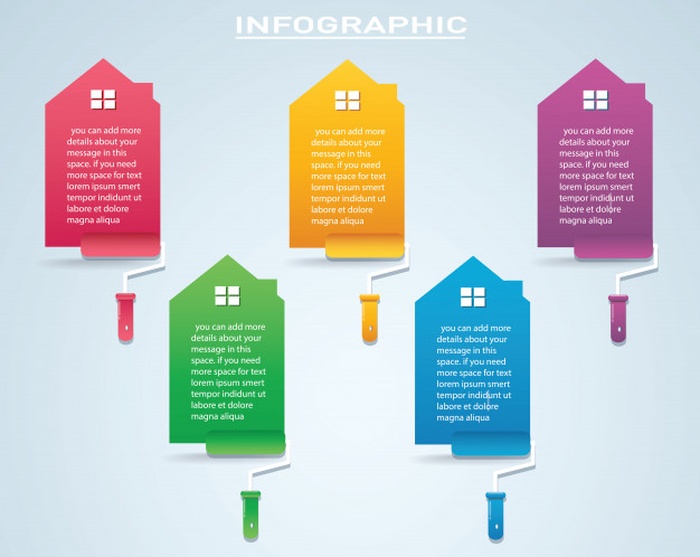 INFOGRAPHIC
you can add more
details about your
message in this
space. if you need
more space for text
lorem ipsum smert
tempor indidunt ut
labore et dolore
magna aliqua
you can add more
details about your
message in this
space. if you need
more space for text
lorem ipsum smert
tempor indidunt ut
labore et dolore
magna aliqua
you can add more
details about your
message in this
space. if you need
more space for text
lorem ipsum smert
tempor indidunt ut
labore et dolore
magna aliqua
you can add more
details about your
message in this
space. if you need
more space for text
lorem ipsum smert
tempor indidunt ut
labore et dolore
magna aliqua
you can add more
details about your
message in this
space. if you need
more space for text
lorem ipsum smert
tempor indidunt ut
labore et dolore
magna aliqua